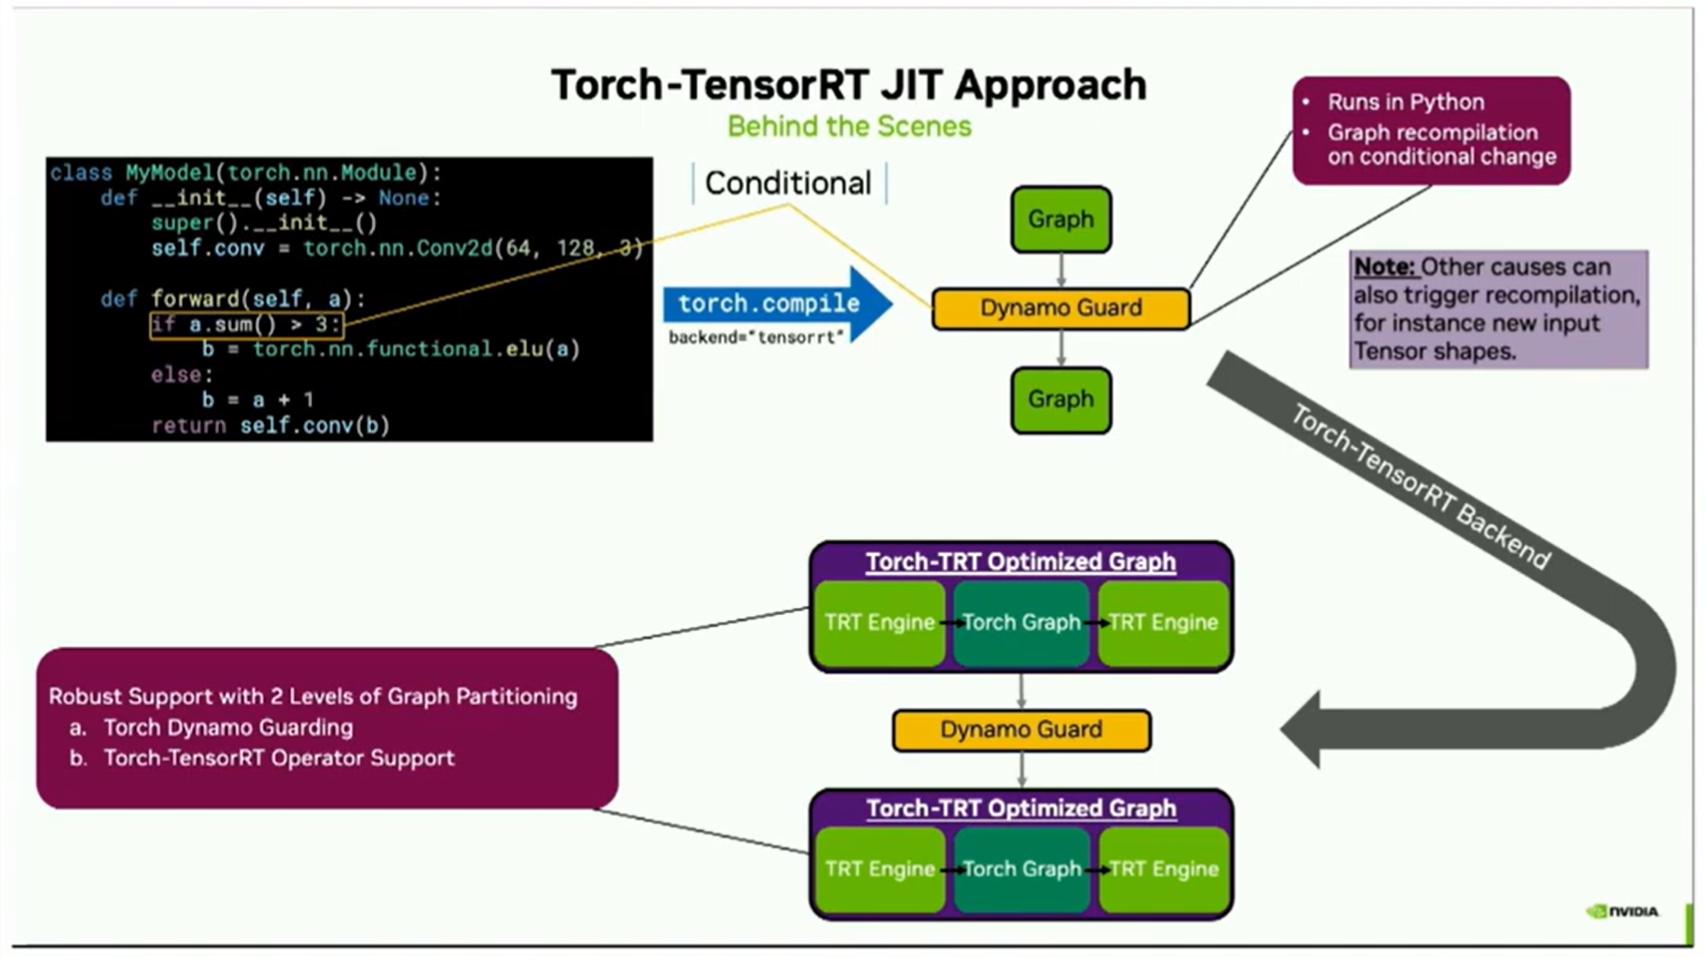 Torch-TensorRT JIT Approach
Behind the Scenes
class MyModel(torch.nn.Module):
    def __init__(self) -> None:
        super().__init__()
        self.conv = torch.nn.Conv2d(64, 128, 3)
    def forward(self, a):
        if a.sum() > 3:
            b = torch.nn.functional.elu(a)
        else:
            b = a + 1
        return self.conv(b)
Conditional
torch.compile
backend="tensorrt"
Graph
Dynamo Guard
Graph
• Runs in Python
• Graph recompilation
on conditional change
Note: Other causes can
also trigger recompilation,
for instance new input
Tensor shapes.
Torch-TensorRT Backend
Torch-TRT Optimized Graph
TRT Engine Torch Graph TRT Engine
Dynamo Guard
Torch-TRT Optimized Graph
TRT Engine Torch Graph TRT Engine
Robust Support with 2 Levels of Graph Partitioning
a. Torch Dynamo Guarding
b. Torch-TensorRT Operator Support
NVIDIA